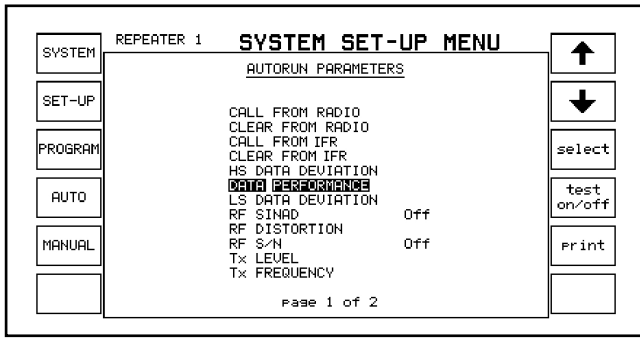 REPEATER 1 SYSTEM SET-UP MENU
AUTORUN PARAMETERS
SYSTEM
SET-UP
PROGRAM
AUTO
MANUAL
CALL FROM RADIO
CLEAR FROM RADIO
CALL FROM IFR
CLEAR FROM IFR
HS DATA DEVIATION
DATA PERFORMANCE
LS DATA DEVIATION
RF SINAD Off
RF DISTORTION
RF S/N Off
Tx LEVEL
Tx FREQUENCY
Page 1 of 2
select
test
on/off
Print